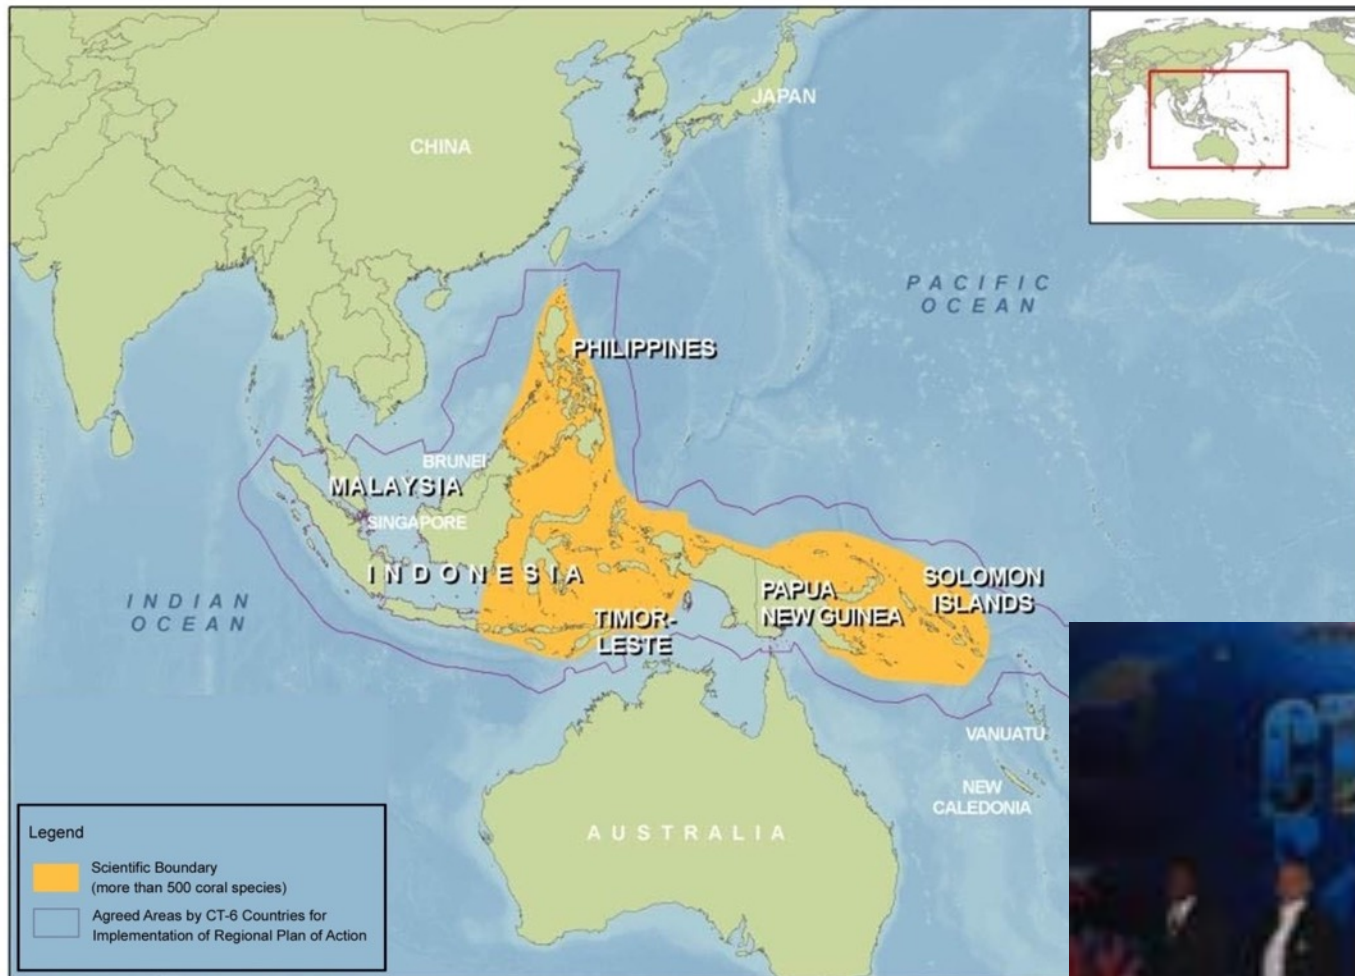 JAPAN
CHINA
PACIFIC
OCEAN
PHILIPPINES
BRUNEI
MALAYSIA
SINGAPORE
INDONESIA
INDIAN
OCEAN
TIMOR-
LESTE
PAPUA
NEW GUINEA
SOLOMON
ISLANDS
VANUATU
NEW
CALEDONIA
AUSTRALIA
Legend
Scientific Boundary
(more than 500 coral species)
Agreed Areas by CT-6 Countries for
Implementation of Regional Plan of Action
CT